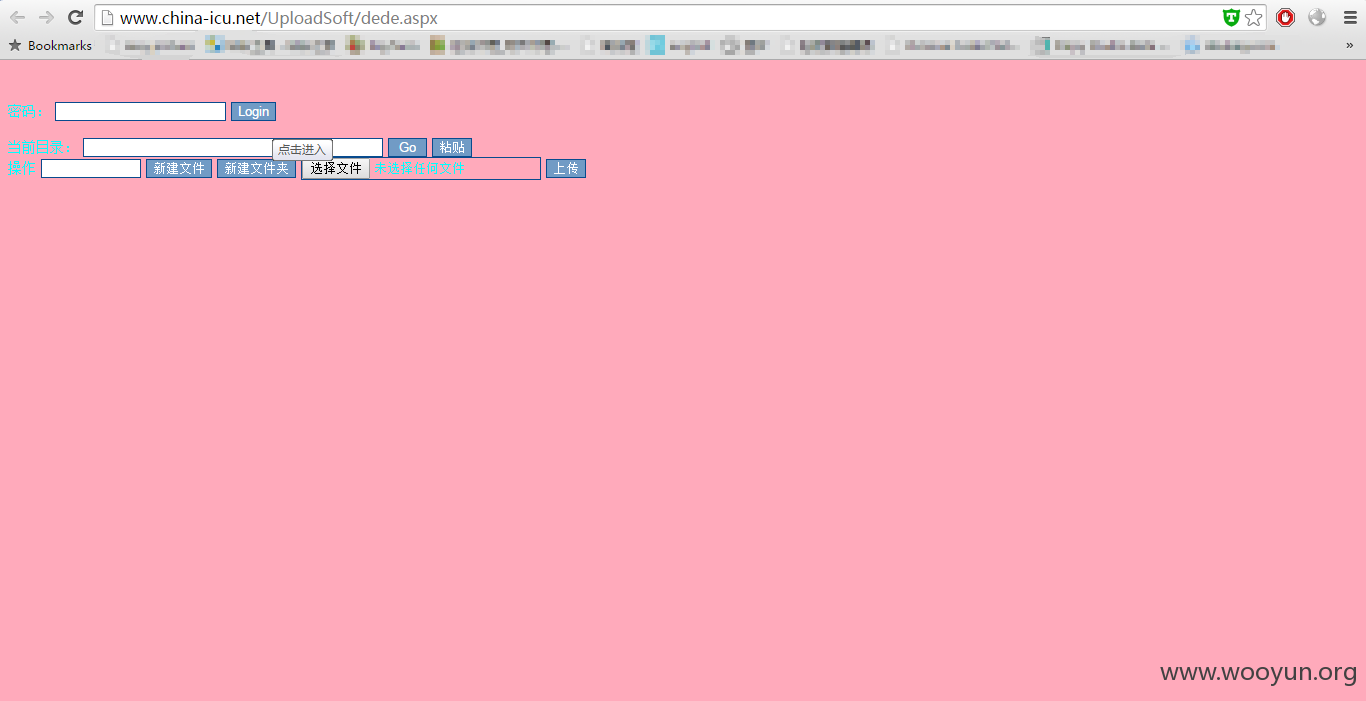 www.china-icu.net/UploadSoft/dede.aspx
Bookmarks
»
密码： Login
当前目录： Go 粘贴
点击进入
操作 新建文件 新建文件夹 选择文件 未选择任何文件 上传
www.wooyun.org